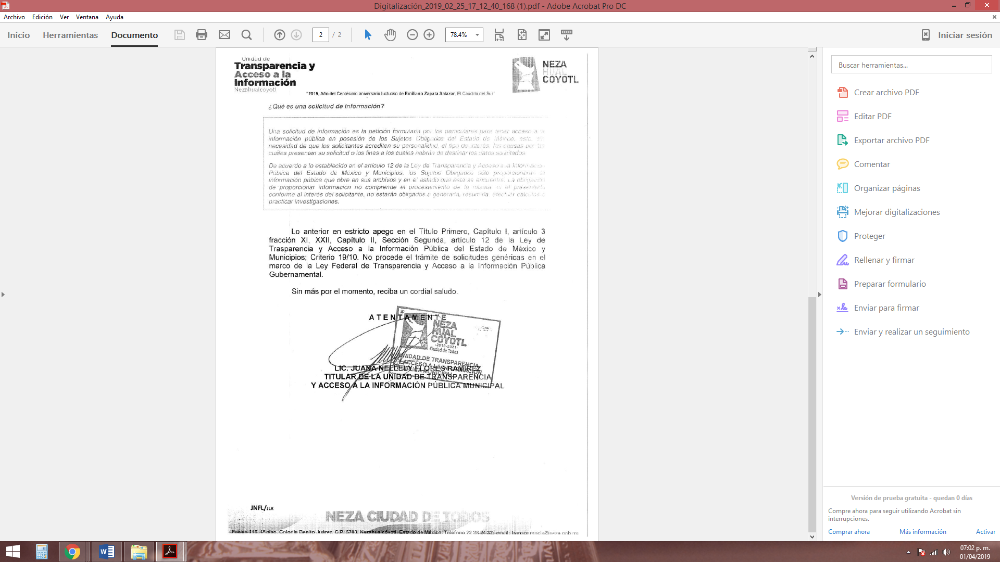 Digitalización_2019_02_25_17_12_40_168 (1).pdf - Adobe Acrobat Pro DC
Archivo Edición Ver Ventana Ayuda
Inicio Herramientas Documento 2 / 2 78.4% Iniciar sesión
Unidad de
Transparencia y
Acceso a la
Información
Nezahualcóyotl
NEZA
HUAL
COYOTL
"2019, Año del Centésimo aniversario luctuoso de Emiliano Zapata Salazar, El Caudillo del Sur"
¿Qué es una solicitud de información?
Una solicitud de información es la petición formulada por los particulares para tener acceso a la
información pública en posesión de los Sujetos Obligados del Estado de México, esto, sin
necesidad de que los solicitantes acrediten su personalidad, el tipo de interés, las causas por las
cuáles presentan su solicitud o los fines a los cuales habrán de destinar los datos solicitados.
De acuerdo a lo establecido en el artículo 12 de la Ley de Transparencia y Acceso a la Información
Pública del Estado de México y Municipios, los Sujetos Obligados sólo proporcionarán la
información púbica que obre en sus archivos y en el estado que ésta se encuentre. La obligación
de proporcionar información no comprende el procesamiento de la misma, ni el presentarla
conforme al interés del solicitante, no estarán obligados a generarla, resumirla, efectuar cálculos o
practicar investigaciones.
Lo anterior en estricto apego en el Título Primero, Capítulo I, artículo 3
fracción XI, XXII, Capítulo II, Sección Segunda, artículo 12 de la Ley de
Trasparencia y Acceso a la Información Pública del Estado de México y
Municipios; Criterio 19/10. No procede el trámite de solicitudes genéricas en el
marco de la Ley Federal de Transparencia y Acceso a la Información Pública
Gubernamental.
Sin más por el momento, reciba un cordial saludo.
ATENTAMENTE
NEZA
HUAL
COYOTL
-2019-2021-
Ciudad de Todos
UNIDAD DE TRANSPARENCIA
Y ACCESO A LA INFORMACIÓN
PÚBLICA MUNICIPAL
LIC. JUANA NELLELY FLORES RAMÍREZ
TITULAR DE LA UNIDAD DE TRANSPARENCIA
Y ACCESO A LA INFORMACIÓN PÚBLICA MUNICIPAL
JNFL/JLR
NEZA CIUDAD DE TODOS
Faisán 110, 1º piso, Colonia Benito Juárez, C.P. 5700, Nezahualcóyotl, Estado de México. Teléfono 22 28 24 32; email: transparencia@neza.gob.mx
Buscar herramientas...
Crear archivo PDF
Editar PDF
Exportar archivo PDF
Comentar
Organizar páginas
Mejorar digitalizaciones
Proteger
Rellenar y firmar
Preparar formulario
Enviar para firmar
Enviar y realizar un seguimiento
Versión de prueba gratuita - quedan 0 días
Compre ahora para seguir utilizando Acrobat sin
interrupciones.
Comprar ahora Más información Activar
07:02 p. m.
01/04/2019